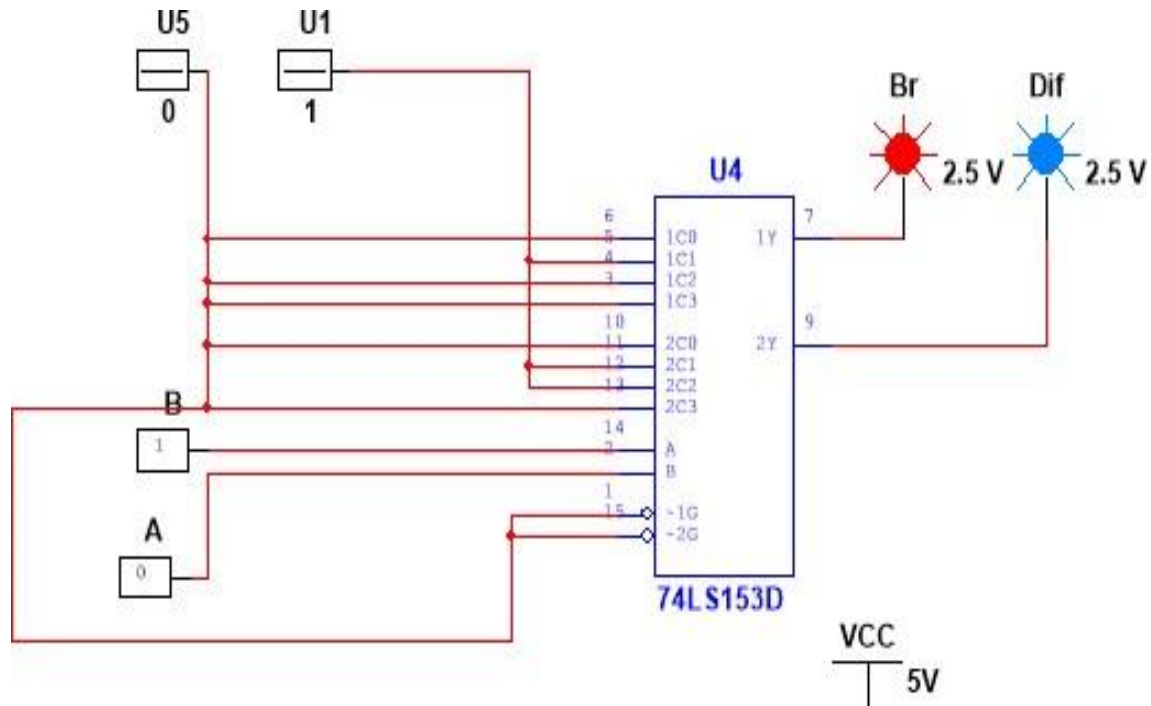 U5 U1
0 1
Br Dif
2.5 V 2.5 V
U4
6
5 1C0 1Y 7
4 1C1
3 1C2
1C3
10
11 2C0 2Y 9
12 2C1
13 2C2
2C3
B
1
14
2 A
B
A
0
1
15 ~1G
~2G
74LS153D
VCC
5V